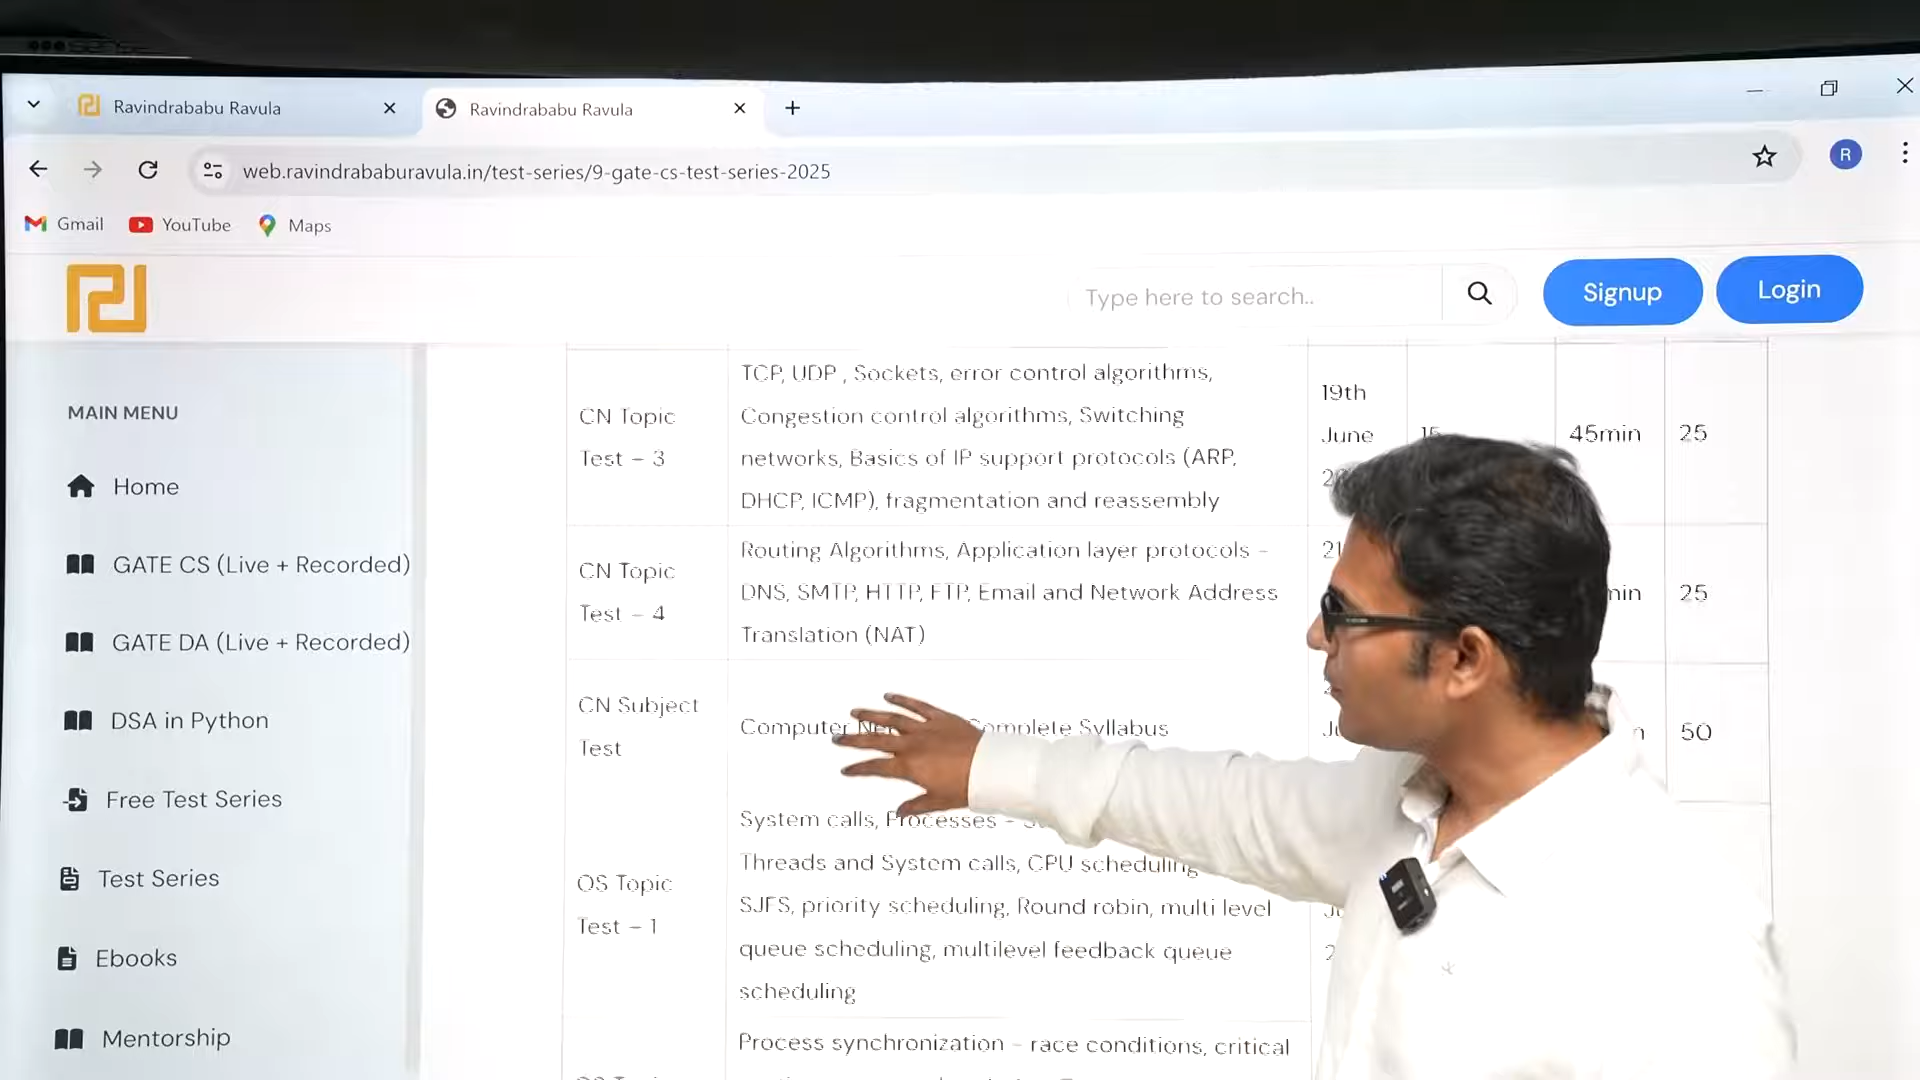 Ravindrababu Ravula
Ravindrababu Ravula
web.ravindrababuravula.in/test-series/9-gate-cs-test-series-2025
R
Gmail
YouTube
Maps
Type here to search..
Signup
Login
MAIN MENU
Home
GATE CS (Live + Recorded)
GATE DA (Live + Recorded)
DSA in Python
Free Test Series
Test Series
Ebooks
Mentorship
CN Topic
Test – 3
TCP, UDP , Sockets, error control algorithms,
Congestion control algorithms, Switching
networks, Basics of IP support protocols (ARP,
DHCP, ICMP), fragmentation and reassembly
19th
June
45min
25
CN Topic
Test – 4
Routing Algorithms, Application layer protocols –
DNS, SMTP, HTTP, FTP, Email and Network Address
Translation (NAT)
25
CN Subject
Test
Computer Complete Syllabus
50
OS Topic
Test – 1
System calls, Processes –
Threads and System calls, CPU scheduling
SJFS, priority scheduling, Round robin, multi level
queue scheduling, multilevel feedback queue
scheduling
Process synchronization – race conditions, critical